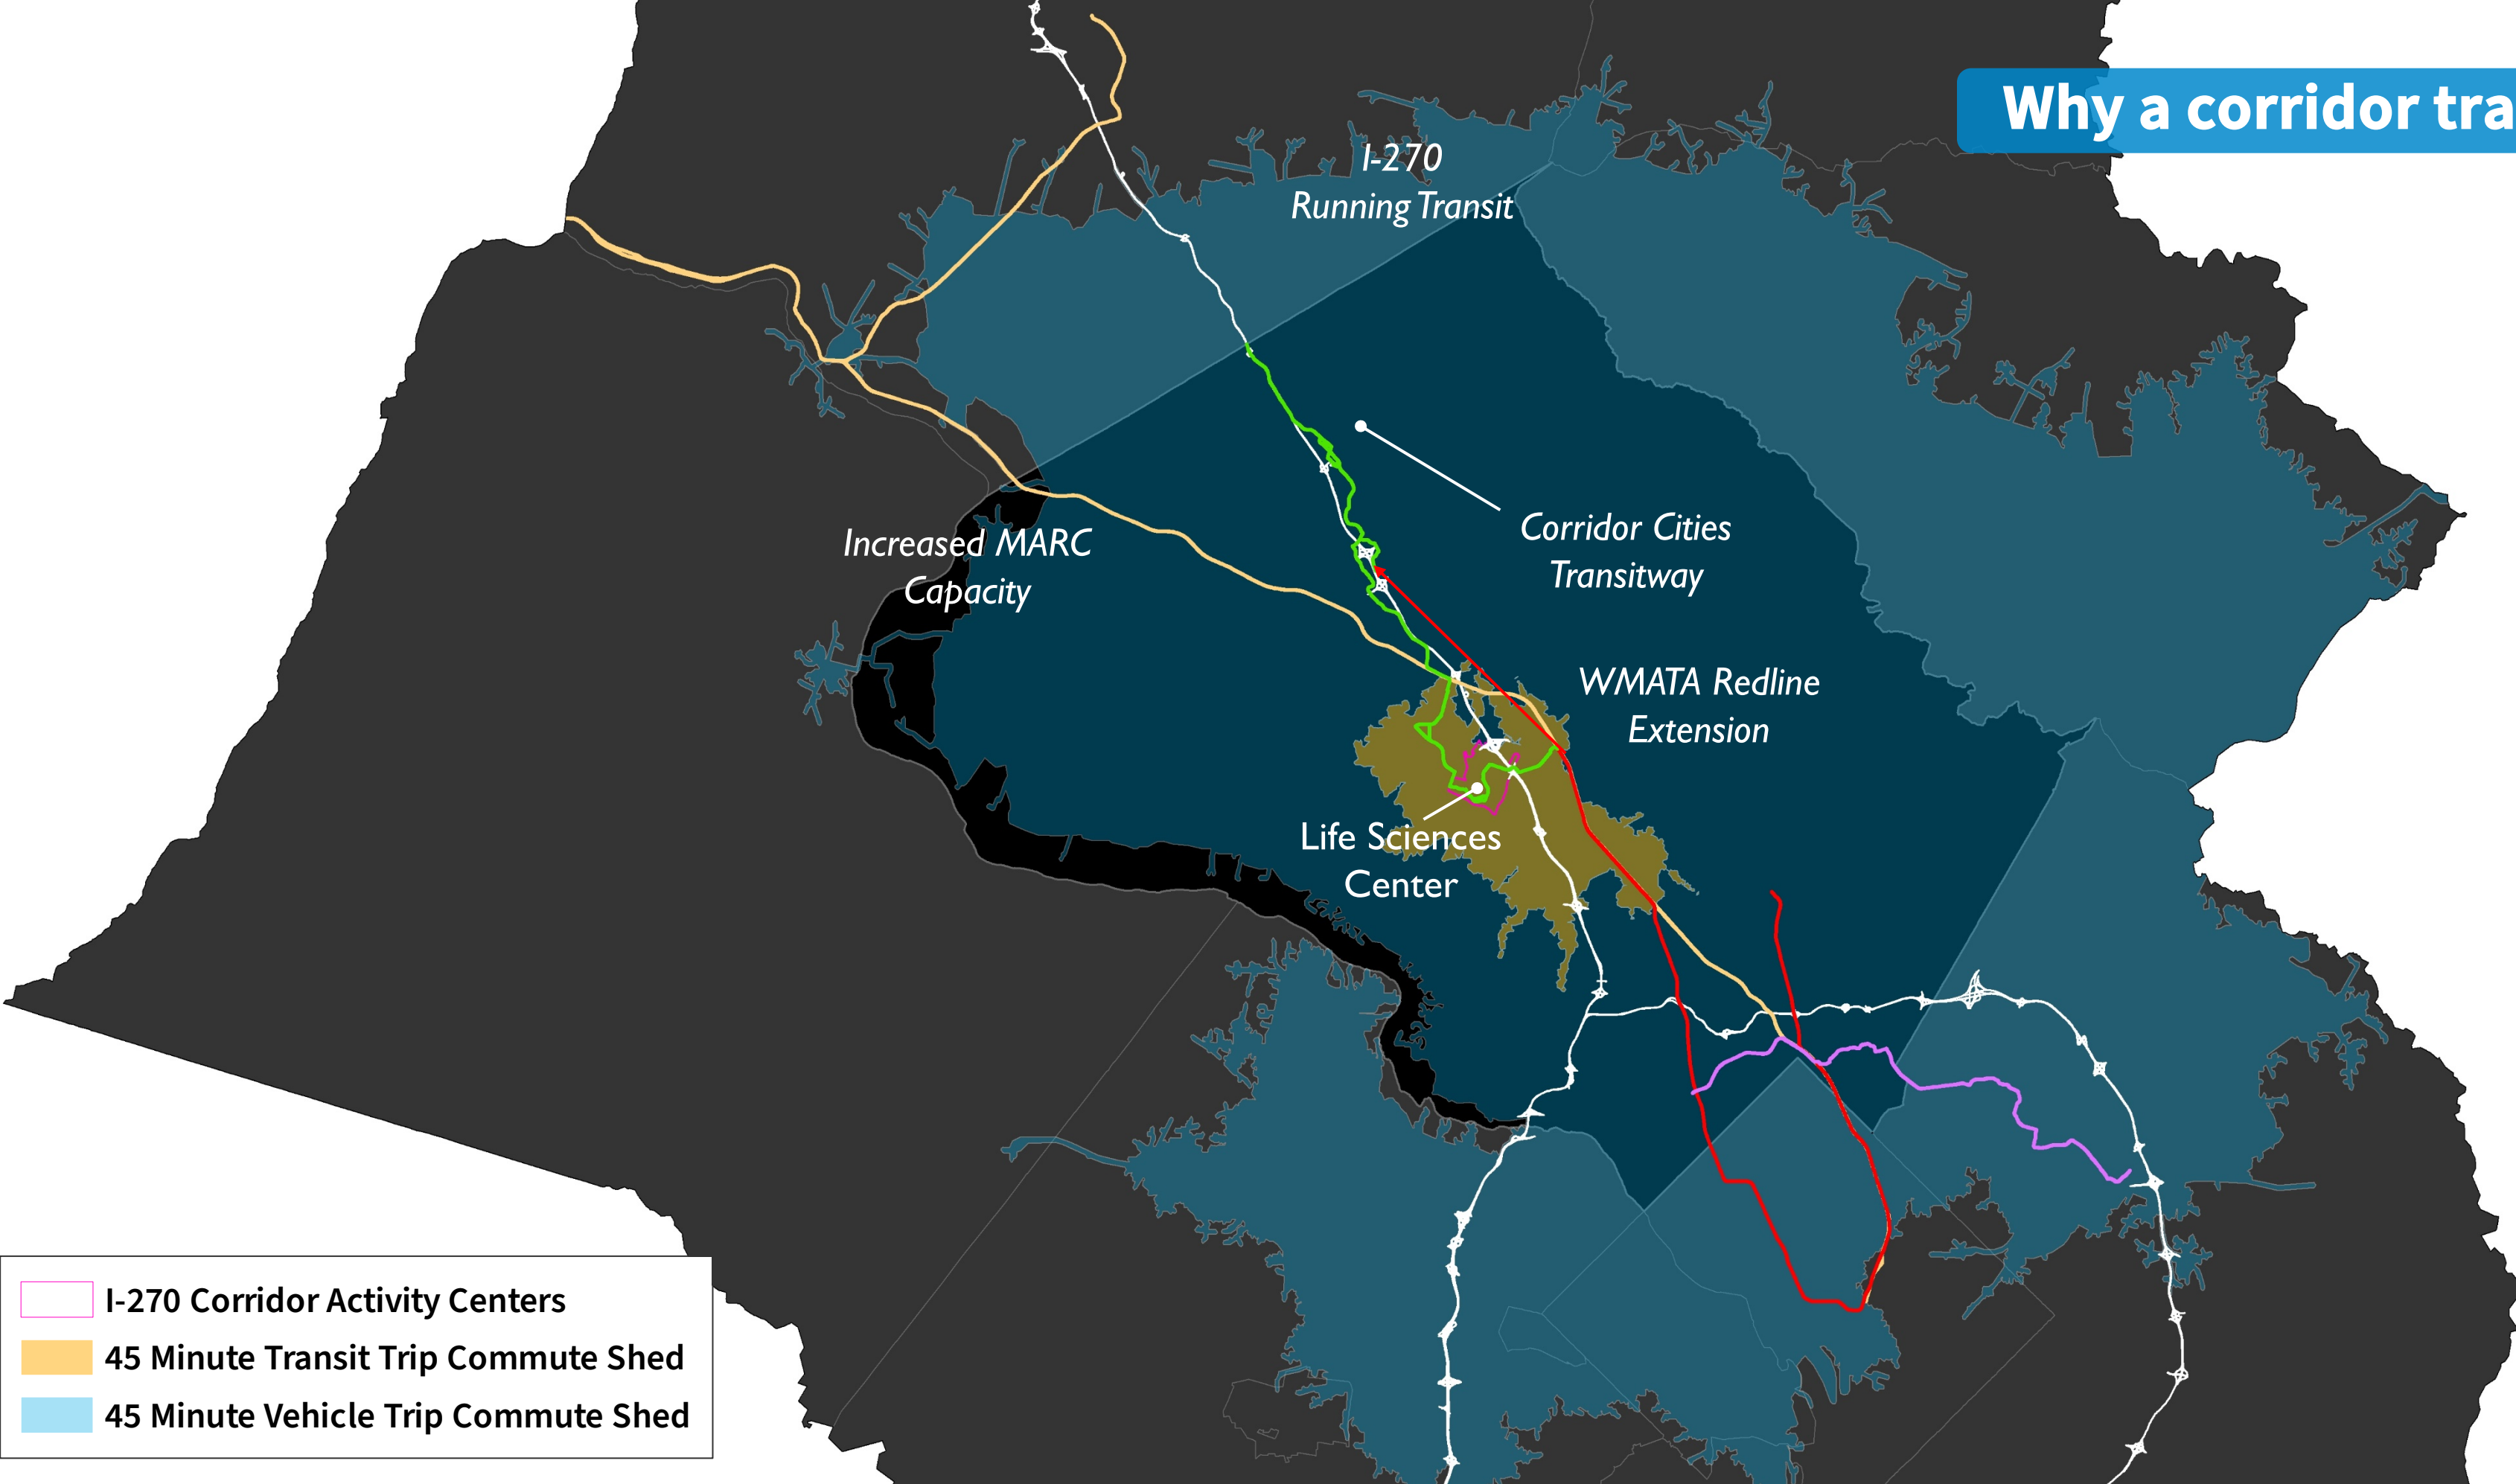 Why a corridor tra
I-270
Running Transit
Corridor Cities
Transitway
Increased MARC
Capacity
WMATA Redline
Extension
Life Sciences
Center
I-270 Corridor Activity Centers
45 Minute Transit Trip Commute Shed
45 Minute Vehicle Trip Commute Shed